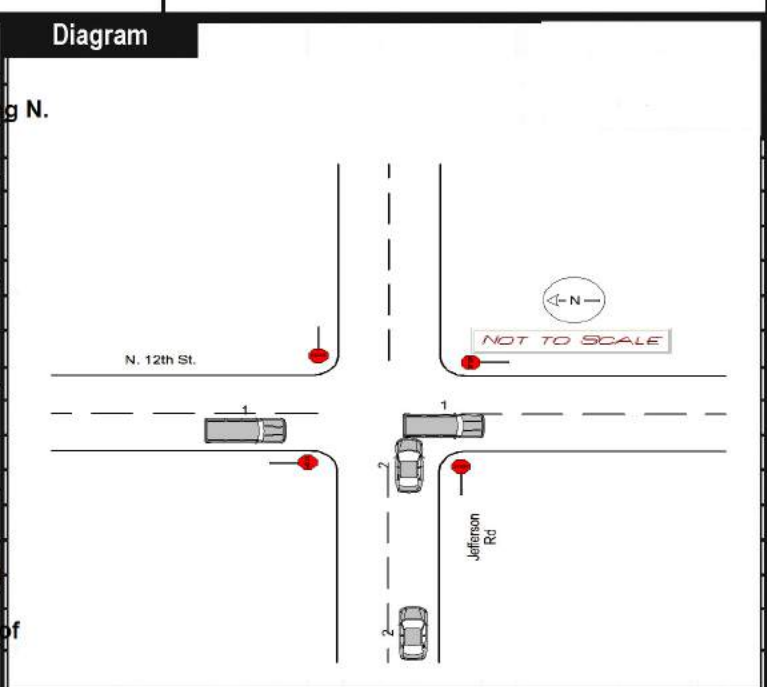 Diagram
g N.
N
NOT TO SCALE
N. 12th St.
1
1
2
Jefferson
Rd
2
of